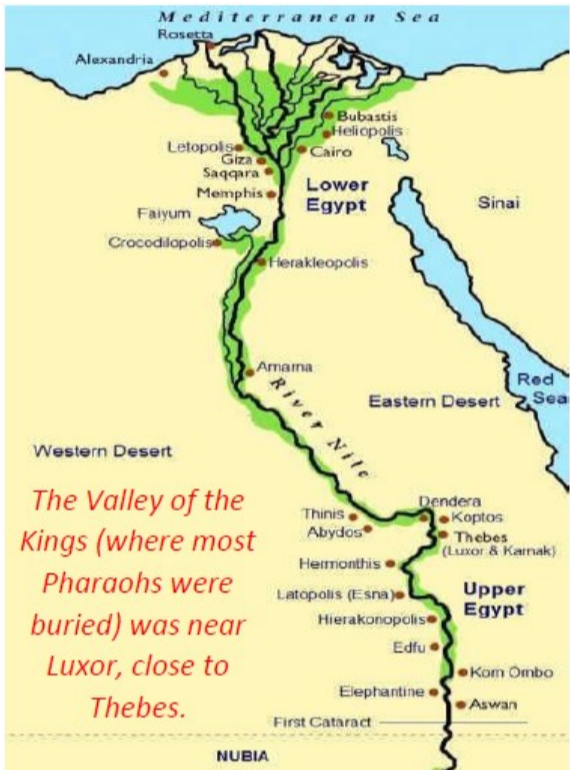 Mediterranean Sea
Rosetta
Alexandria
Bubastis
Heliopolis
Letopolis
Cairo
Giza
Saqqara
Lower
Egypt
Memphis
Sinai
Faiyum
Crocodilopolis
Herakleopolis
Amarna
River Nile
Red
Sea
Eastern Desert
Western Desert
The Valley of the
Kings (where most
Pharaohs were
buried) was near
Luxor, close to
Thebes.
Dendera
Thinis
Koptos
Abydos
Thebes
(Luxor & Karnak)
Hermonthis
Latopolis (Esna)
Upper
Egypt
Hierakonopolis
Edfu
Kom Ombo
Elephantine
Aswan
First Cataract
NUBIA